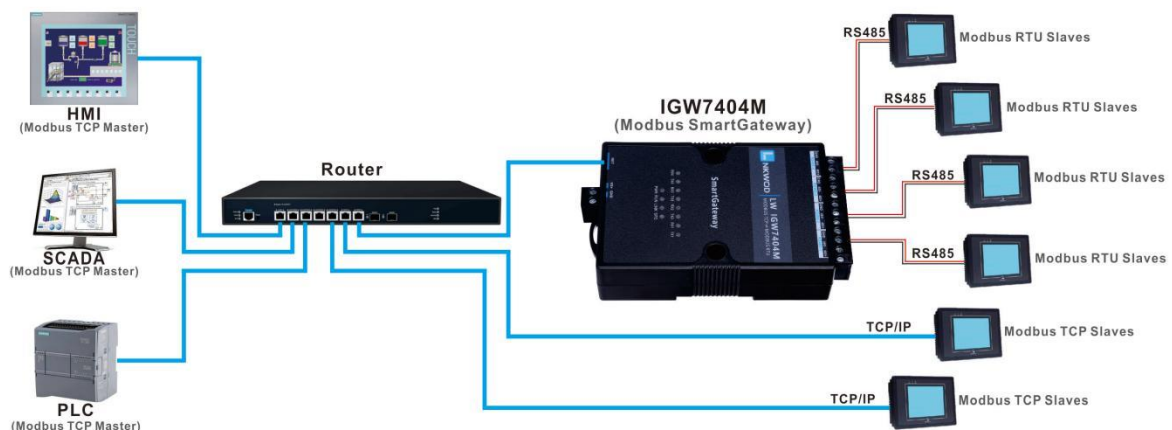 TOUCH
HMI
(Modbus TCP Master)
SCADA
(Modbus TCP Master)
PLC
(Modbus TCP Master)
Router
IGW7404M
(Modbus SmartGateway)
SmartGateway
LW IGW7404M
RS485
Modbus RTU Slaves
RS485
Modbus RTU Slaves
RS485
Modbus RTU Slaves
RS485
Modbus RTU Slaves
TCP/IP
Modbus TCP Slaves
TCP/IP
Modbus TCP Slaves